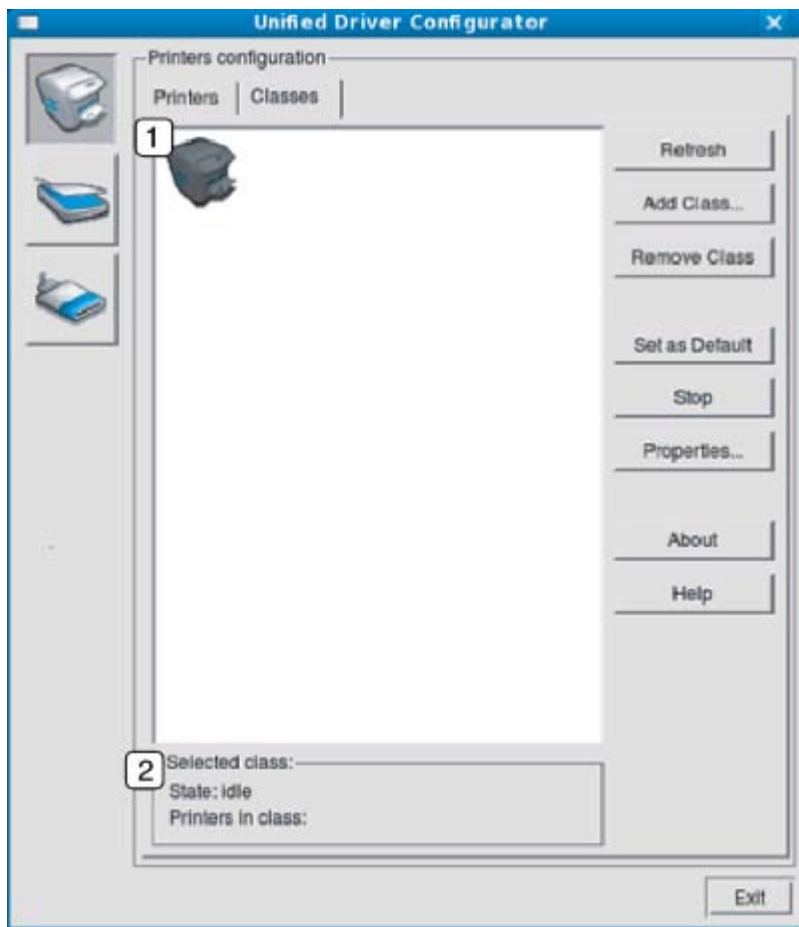 Unified Driver Configurator
Printers configuration
Printers Classes
1
Refresh
Add Class...
Remove Class
Set as Default
Stop
Properties...
About
Help
2
Selected class:
State: idle
Printers in class:
Exit